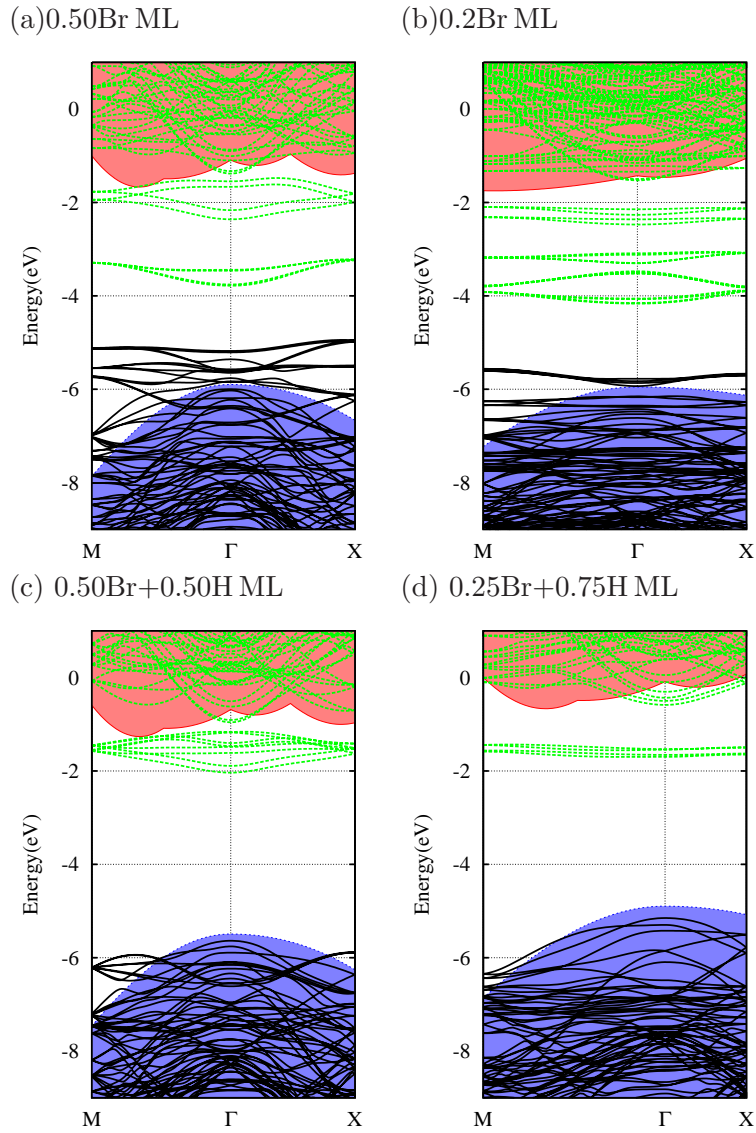 (a)0.50Br ML
(b)0.2Br ML
0
-2
-4
-6
-8
Energy(eV)
M Γ X
0
-2
-4
-6
-8
Energy(eV)
M Γ X
(c) 0.50Br+0.50H ML
(d) 0.25Br+0.75H ML
0
-2
-4
-6
-8
Energy(eV)
M Γ X
0
-2
-4
-6
-8
Energy(eV)
M Γ X